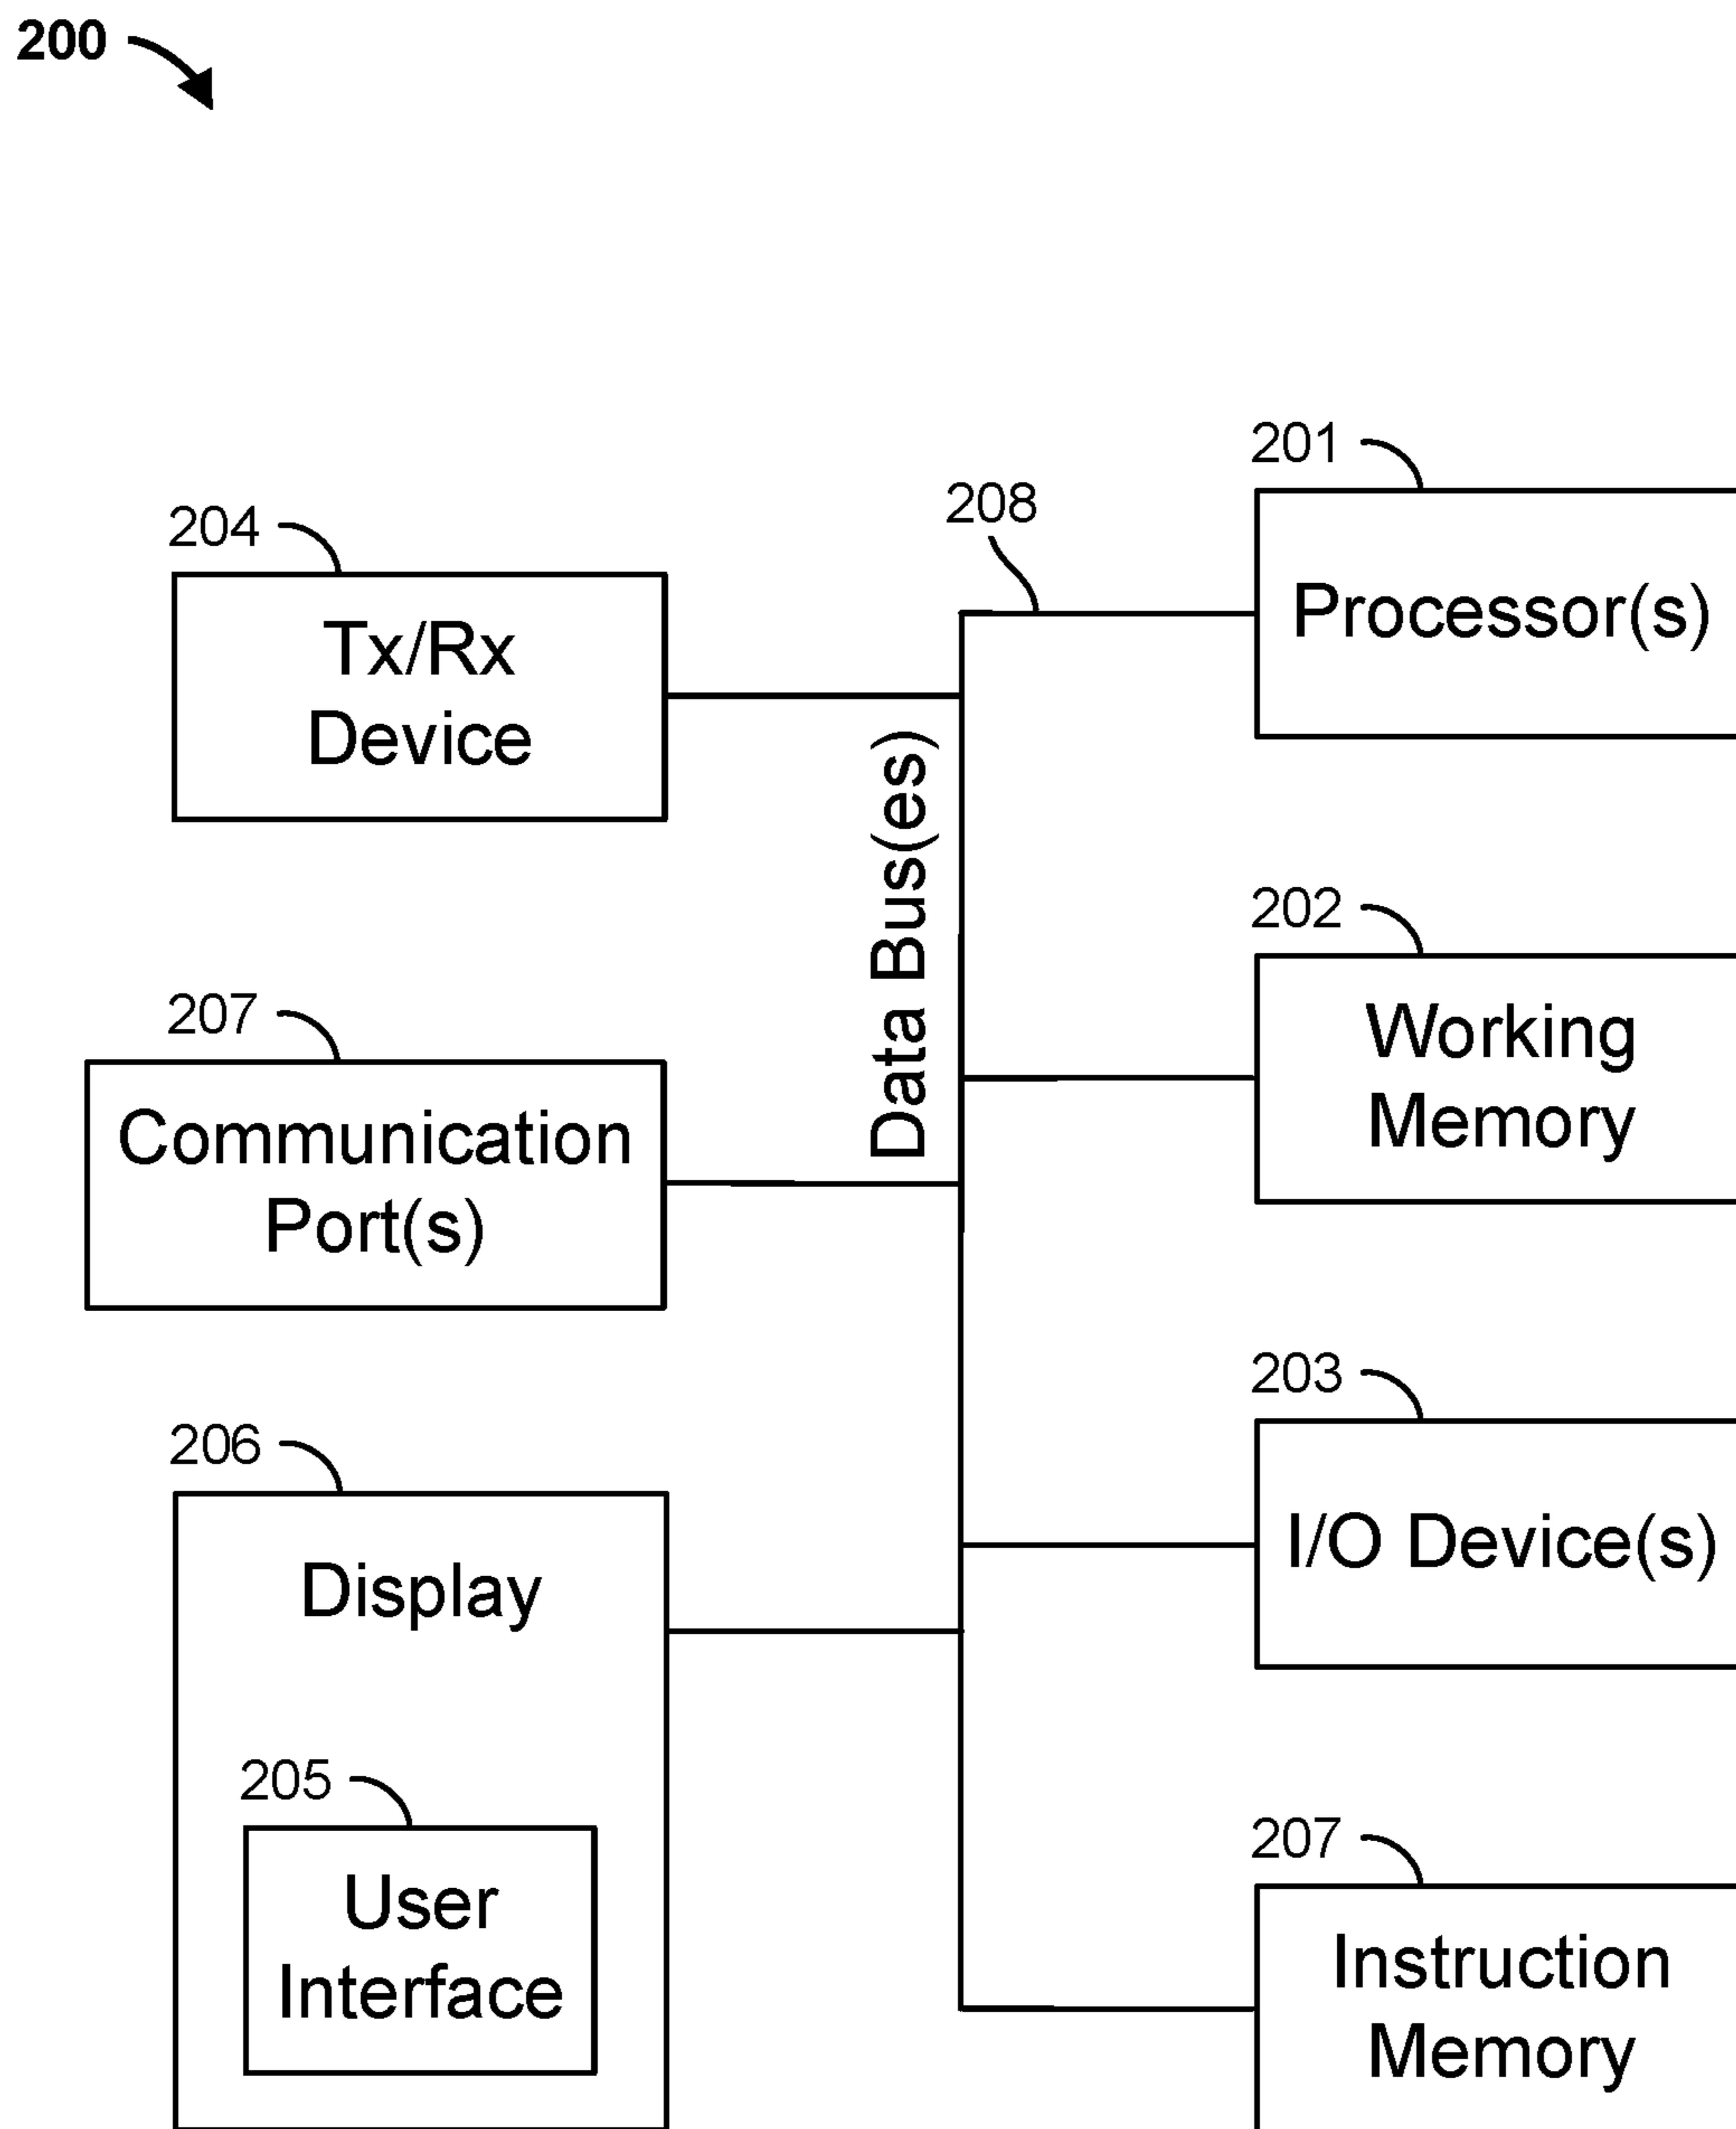 200
201
Processor(s)
208
204
Tx/Rx
Device
Data Bus(es)
202
Working
Memory
207
Communication
Port(s)
203
I/O Device(s)
206
Display
205
User
Interface
207
Instruction
Memory